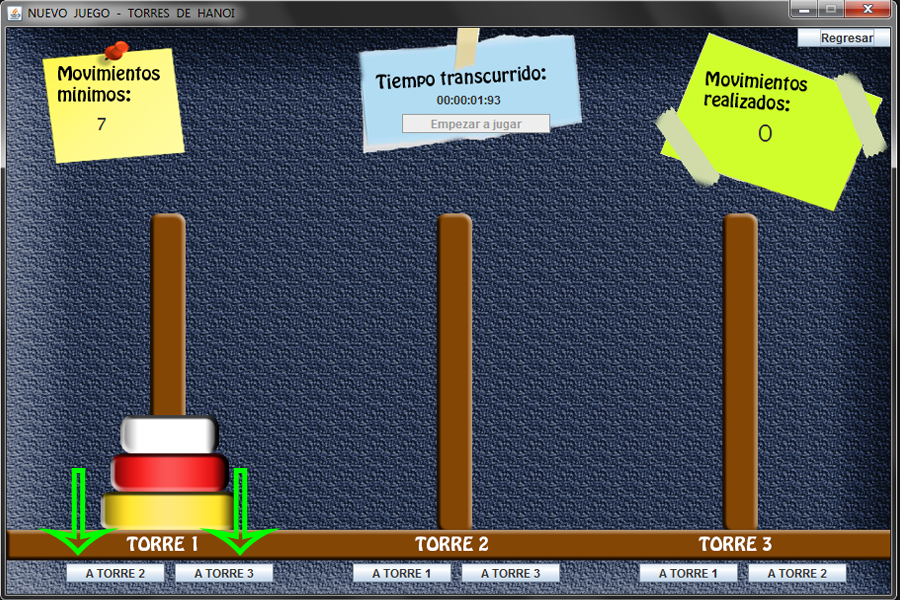 NUEVO JUEGO - TORRES DE HANOI
Regresar
Movimientos
minimos:
7
Tiempo transcurrido:
00:00:01:93
Empezar a jugar
Movimientos
realizados:
0
TORRE 1
TORRE 2
TORRE 3
A TORRE 2
A TORRE 3
A TORRE 1
A TORRE 3
A TORRE 1
A TORRE 2